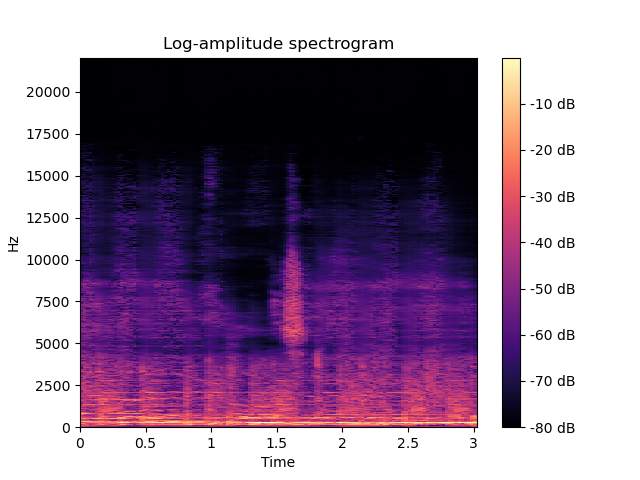 Log-amplitude spectrogram
20000
17500
15000
12500
10000
7500
5000
2500
0
Hz
0
0.5
1
1.5
2
2.5
3
Time
-10 dB
-20 dB
-30 dB
-40 dB
-50 dB
-60 dB
-70 dB
-80 dB